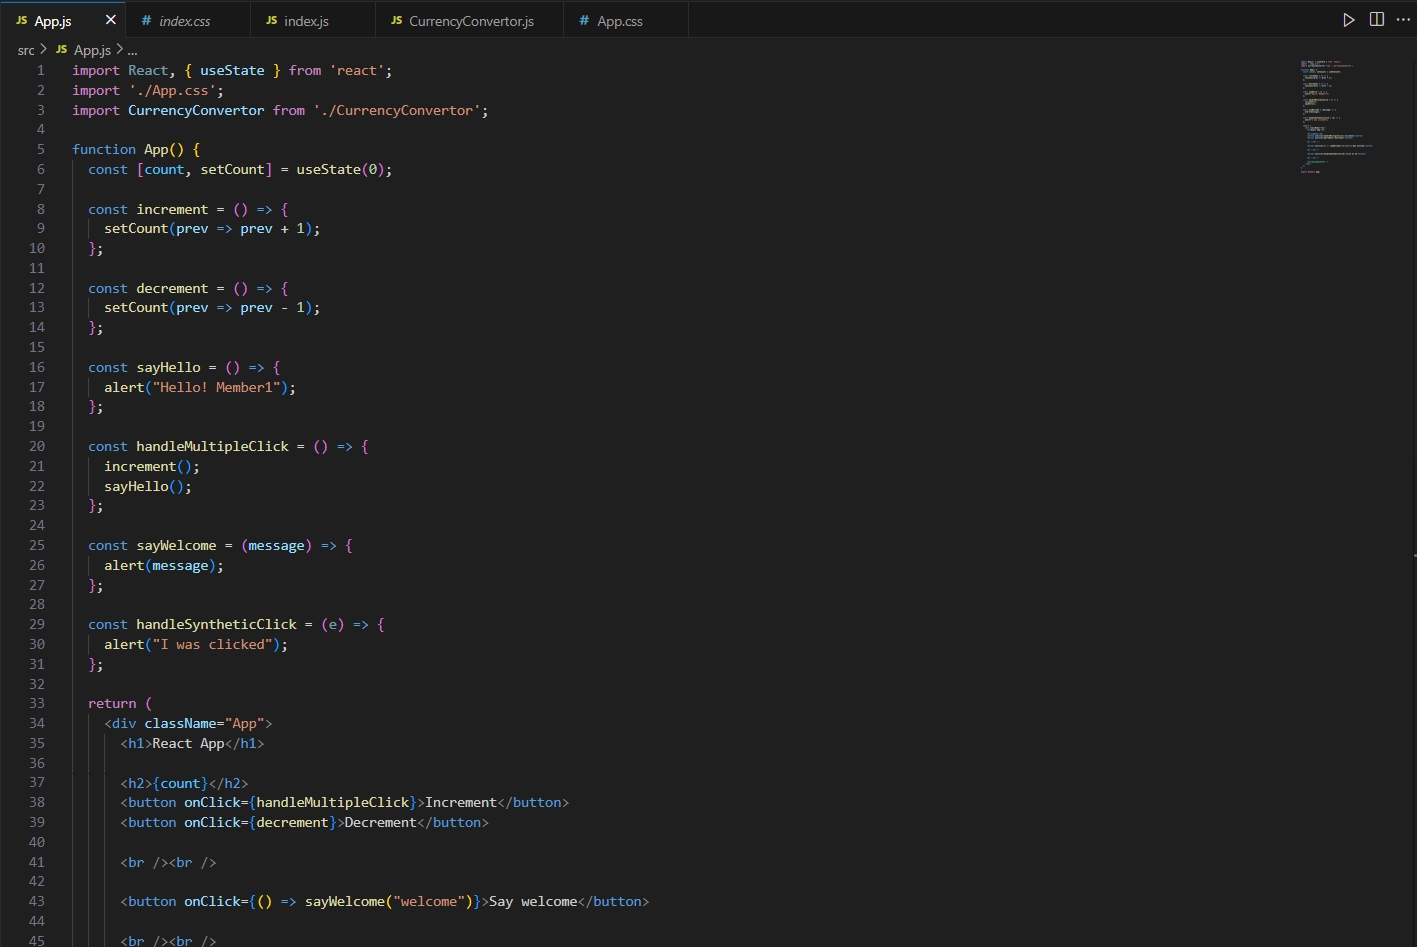 JS App.js × # index.css JS index.js JS CurrencyConvertor.js # App.css
src > JS App.js > ...
1 import React, { useState } from 'react';
2 import './App.css';
3 import CurrencyConvertor from './CurrencyConvertor';
4
5 function App() {
6 const [count, setCount] = useState(0);
7
8 const increment = () => {
9 setCount(prev => prev + 1);
10 };
11
12 const decrement = () => {
13 setCount(prev => prev - 1);
14 };
15
16 const sayHello = () => {
17 alert("Hello! Member1");
18 };
19
20 const handleMultipleClick = () => {
21 increment();
22 sayHello();
23 };
24
25 const sayWelcome = (message) => {
26 alert(message);
27 };
28
29 const handleSyntheticClick = (e) => {
30 alert("I was clicked");
31 };
32
33 return (
34 <div className="App">
35 <h1>React App</h1>
36
37 <h2>{count}</h2>
38 <button onClick={handleMultipleClick}>Increment</button>
39 <button onClick={decrement}>Decrement</button>
40
41 <br /><br />
42
43 <button onClick={() => sayWelcome("welcome")}>Say welcome</button>
44
45 <br /><br />